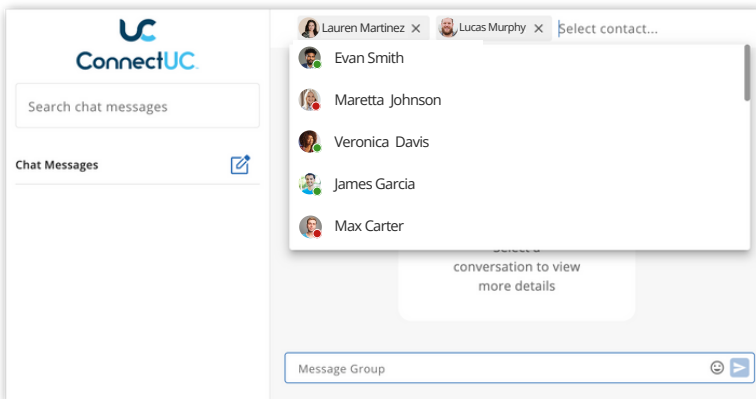 UC
ConnectUC
Search chat messages
Chat Messages
Lauren Martinez × Lucas Murphy × Select contact...
Evan Smith
Maretta Johnson
Veronica Davis
James Garcia
Max Carter
Select a
conversation to view
more details
Message Group